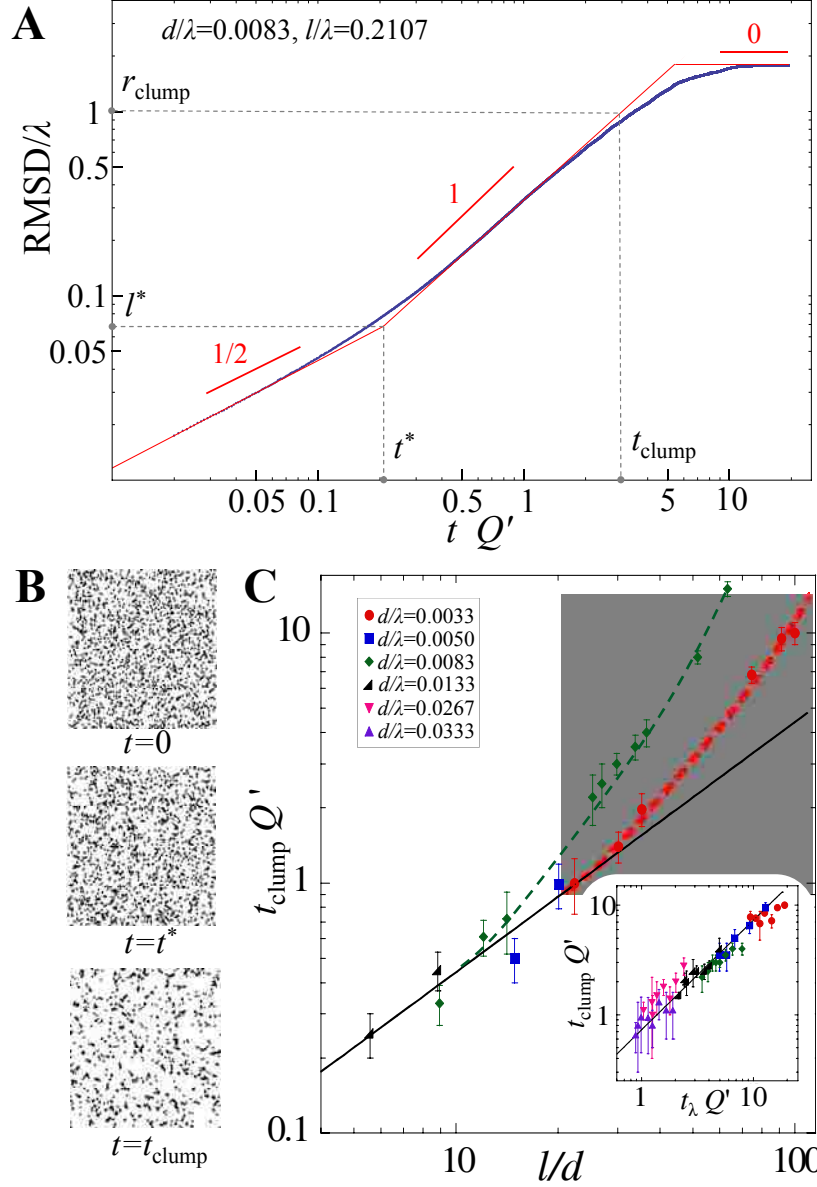 A
d/λ=0.0083, l/λ=0.2107
0
r_clump
1
RMSD/λ
0.5
1
l*
0.1
0.05
1/2
t*
t_clump
0.05 0.1 0.5 1 5 10
t Q'
B
t=0
t=t*
t=t_clump
C
10
d/λ=0.0033
d/λ=0.0050
d/λ=0.0083
d/λ=0.0133
d/λ=0.0267
d/λ=0.0333
t_clump Q'
1
0.1
10 100
l/d
10
t_clump Q'
1
1 t_λ Q' 10